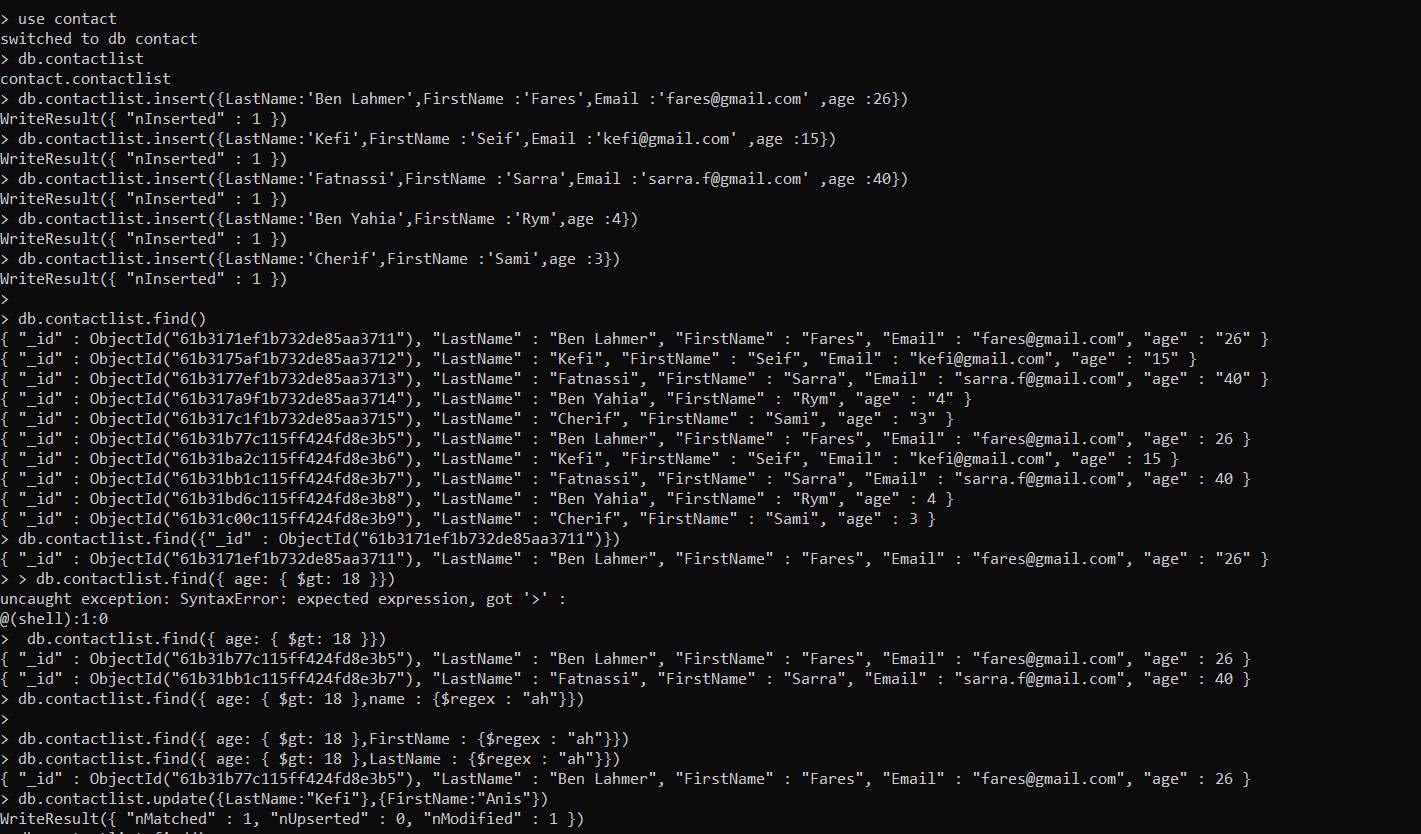 > use contact
switched to db contact
> db.contactlist
contact.contactlist
> db.contactlist.insert({LastName:'Ben Lahmer',FirstName :'Fares',Email :'fares@gmail.com' ,age :26})
WriteResult({ "nInserted" : 1 })
> db.contactlist.insert({LastName:'Kefi',FirstName :'Seif',Email :'kefi@gmail.com' ,age :15})
WriteResult({ "nInserted" : 1 })
> db.contactlist.insert({LastName:'Fatnassi',FirstName :'Sarra',Email :'sarra.f@gmail.com' ,age :40})
WriteResult({ "nInserted" : 1 })
> db.contactlist.insert({LastName:'Ben Yahia',FirstName :'Rym',age :4})
WriteResult({ "nInserted" : 1 })
> db.contactlist.insert({LastName:'Cherif',FirstName :'Sami',age :3})
WriteResult({ "nInserted" : 1 })
>
> db.contactlist.find()
{ "_id" : ObjectId("61b3171ef1b732de85aa3711"), "LastName" : "Ben Lahmer", "FirstName" : "Fares", "Email" : "fares@gmail.com", "age" : "26" }
{ "_id" : ObjectId("61b3175af1b732de85aa3712"), "LastName" : "Kefi", "FirstName" : "Seif", "Email" : "kefi@gmail.com", "age" : "15" }
{ "_id" : ObjectId("61b3177ef1b732de85aa3713"), "LastName" : "Fatnassi", "FirstName" : "Sarra", "Email" : "sarra.f@gmail.com", "age" : "40" }
{ "_id" : ObjectId("61b317a9f1b732de85aa3714"), "LastName" : "Ben Yahia", "FirstName" : "Rym", "age" : "4" }
{ "_id" : ObjectId("61b317c1f1b732de85aa3715"), "LastName" : "Cherif", "FirstName" : "Sami", "age" : "3" }
{ "_id" : ObjectId("61b31b77c115ff424fd8e3b5"), "LastName" : "Ben Lahmer", "FirstName" : "Fares", "Email" : "fares@gmail.com", "age" : 26 }
{ "_id" : ObjectId("61b31ba2c115ff424fd8e3b6"), "LastName" : "Kefi", "FirstName" : "Seif", "Email" : "kefi@gmail.com", "age" : 15 }
{ "_id" : ObjectId("61b31bb1c115ff424fd8e3b7"), "LastName" : "Fatnassi", "FirstName" : "Sarra", "Email" : "sarra.f@gmail.com", "age" : 40 }
{ "_id" : ObjectId("61b31bd6c115ff424fd8e3b8"), "LastName" : "Ben Yahia", "FirstName" : "Rym", "age" : 4 }
{ "_id" : ObjectId("61b31c00c115ff424fd8e3b9"), "LastName" : "Cherif", "FirstName" : "Sami", "age" : 3 }
> db.contactlist.find({"_id" : ObjectId("61b3171ef1b732de85aa3711")})
{ "_id" : ObjectId("61b3171ef1b732de85aa3711"), "LastName" : "Ben Lahmer", "FirstName" : "Fares", "Email" : "fares@gmail.com", "age" : "26" }
> > db.contactlist.find({ age: { $gt: 18 }})
uncaught exception: SyntaxError: expected expression, got '>' :
@(shell):1:0
>  db.contactlist.find({ age: { $gt: 18 }})
{ "_id" : ObjectId("61b31b77c115ff424fd8e3b5"), "LastName" : "Ben Lahmer", "FirstName" : "Fares", "Email" : "fares@gmail.com", "age" : 26 }
{ "_id" : ObjectId("61b31bb1c115ff424fd8e3b7"), "LastName" : "Fatnassi", "FirstName" : "Sarra", "Email" : "sarra.f@gmail.com", "age" : 40 }
> db.contactlist.find({ age: { $gt: 18 },name : {$regex : "ah"}})
>
> db.contactlist.find({ age: { $gt: 18 },FirstName : {$regex : "ah"}})
> db.contactlist.find({ age: { $gt: 18 },LastName : {$regex : "ah"}})
{ "_id" : ObjectId("61b31b77c115ff424fd8e3b5"), "LastName" : "Ben Lahmer", "FirstName" : "Fares", "Email" : "fares@gmail.com", "age" : 26 }
> db.contactlist.update({LastName:"Kefi"},{FirstName:"Anis"})
WriteResult({ "nMatched" : 1, "nUpserted" : 0, "nModified" : 1 })